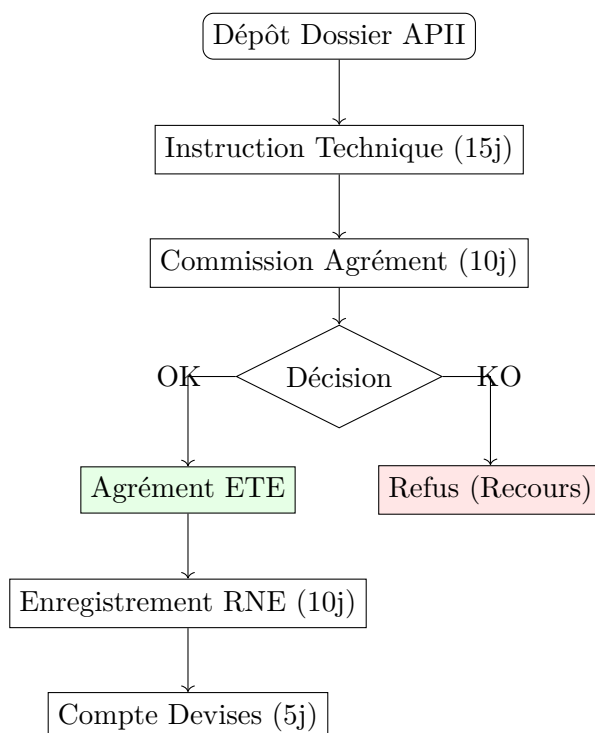 Dépôt Dossier APII
Instruction Technique (15j)
Commission Agrément (10j)
Décision
OK
KO
Agrément ETE
Refus (Recours)
Enregistrement RNE (10j)
Compte Devises (5j)